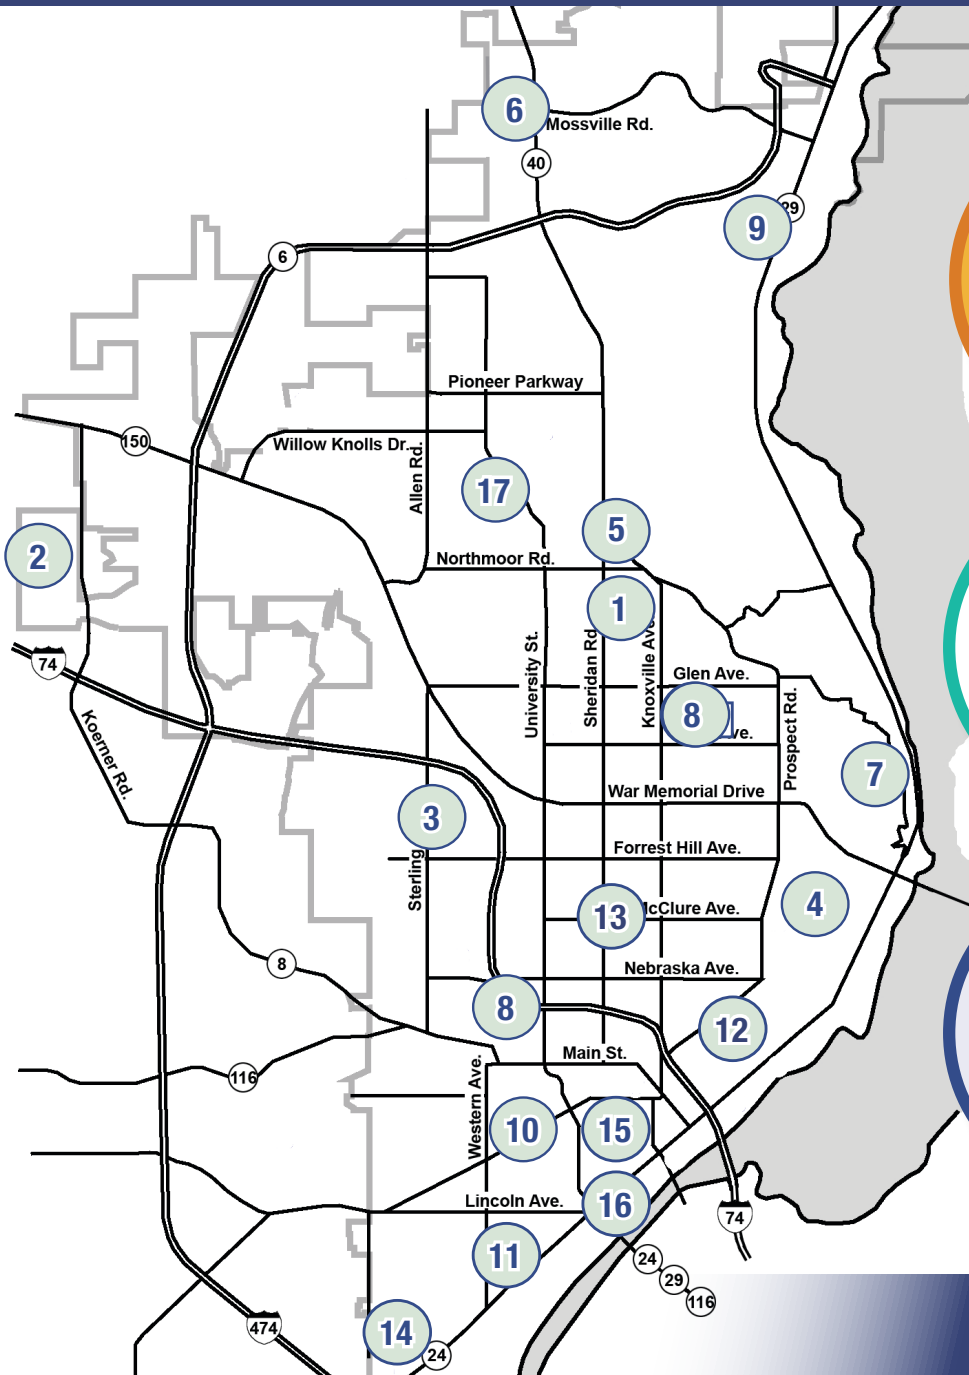 6
Mossville Rd.
40
29
9
6
Pioneer Parkway
150
Willow Knolls Dr.
Allen Rd.
17
5
2
Northmoor Rd.
1
74
University St.
Sheridan Rd.
Knoxville Ave.
Glen Ave.
8
ve.
Prospect Rd.
Koerner Rd.
7
War Memorial Drive
3
Forrest Hill Ave.
Sterling
4
13
cClure Ave.
8
Nebraska Ave.
8
12
Main St.
116
Western Ave.
10
15
Lincoln Ave.
16
74
11
24
29
116
474
14
24